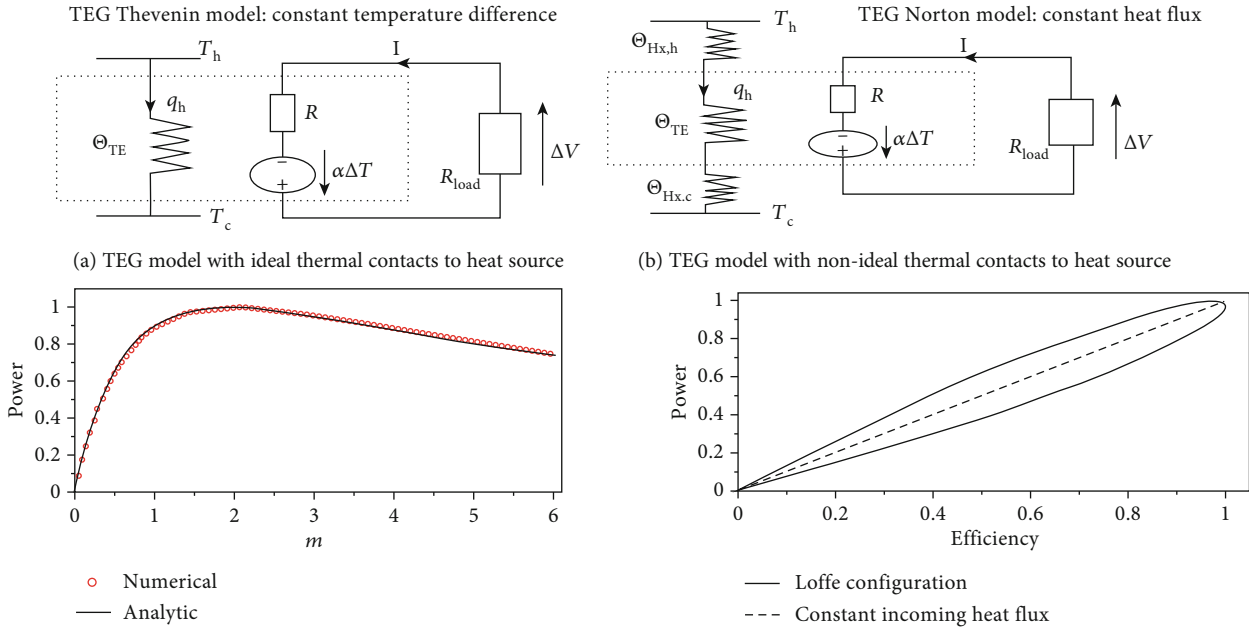 TEG Thevenin model: constant temperature difference
T_h
I
q_h
R
Θ_TE
−
+
αΔT
R_load
ΔV
T_c
(a) TEG model with ideal thermal contacts to heat source
TEG Norton model: constant heat flux
T_h
Θ_Hx,h
I
q_h
R
Θ_TE
−
+
αΔT
R_load
ΔV
Θ_Hx.c
T_c
(b) TEG model with non-ideal thermal contacts to heat source
Power
1
0.8
0.6
0.4
0.2
0
0 1 2 3 4 5 6
m
Numerical
Analytic
Power
1
0.8
0.6
0.4
0.2
0
0 0.2 0.4 0.6 0.8 1
Efficiency
Loffe configuration
Constant incoming heat flux